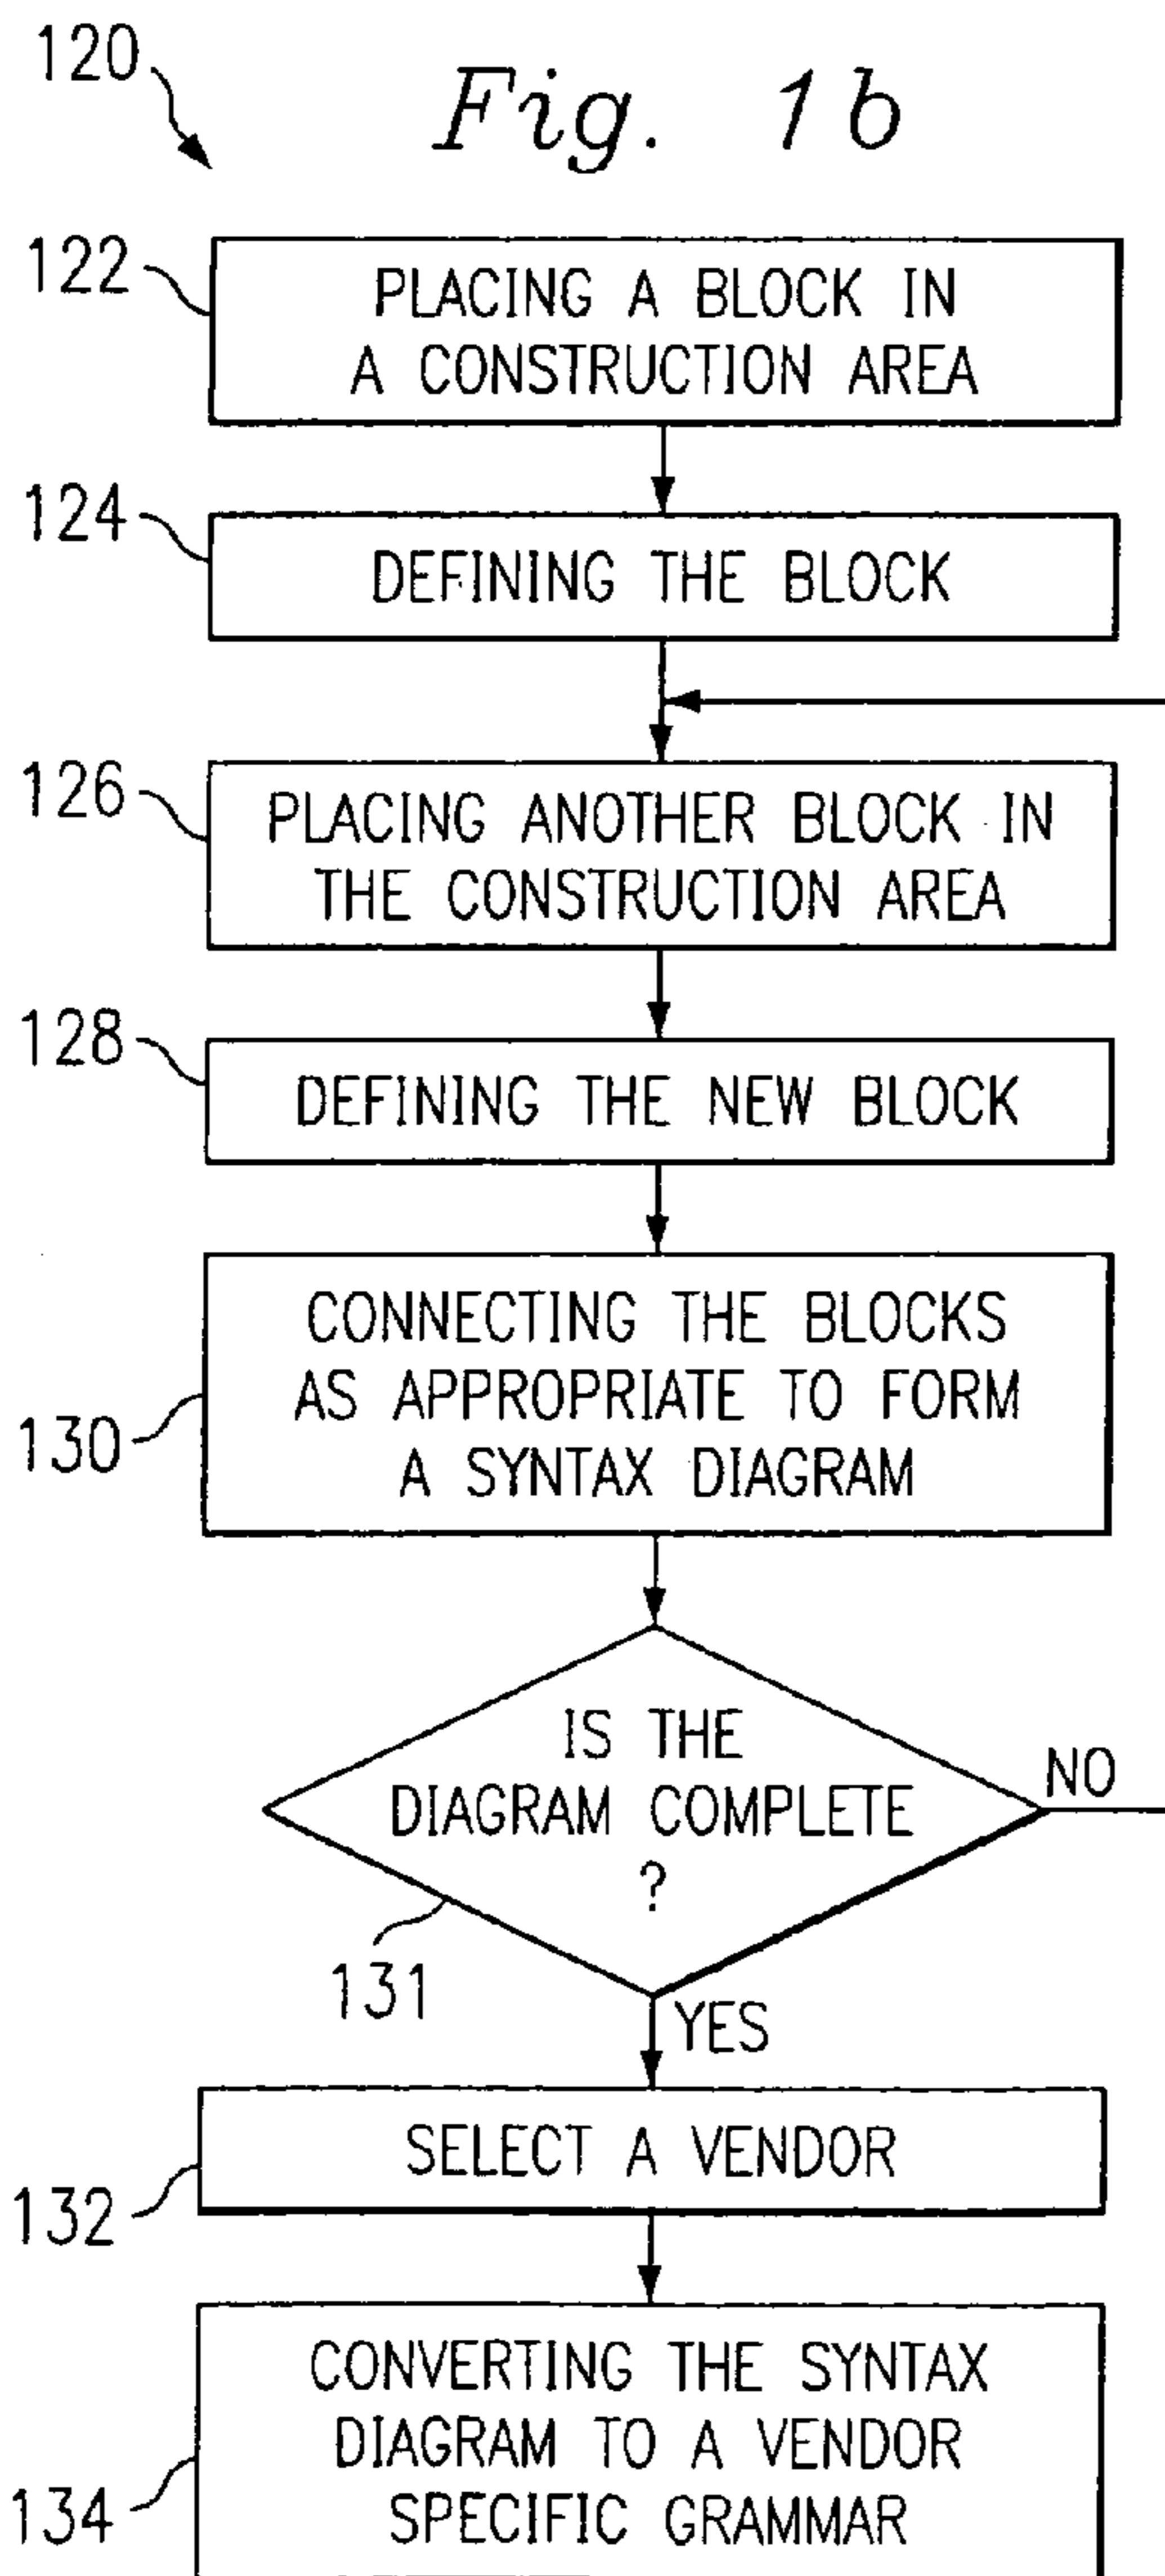 120
Fig. 1b
122
PLACING A BLOCK IN
A CONSTRUCTION AREA
124
DEFINING THE BLOCK
126
PLACING ANOTHER BLOCK IN
THE CONSTRUCTION AREA
128
DEFINING THE NEW BLOCK
CONNECTING THE BLOCKS
AS APPROPRIATE TO FORM
A SYNTAX DIAGRAM
130
IS THE
DIAGRAM COMPLETE
?
NO
131
YES
SELECT A VENDOR
132
CONVERTING THE SYNTAX
DIAGRAM TO A VENDOR
SPECIFIC GRAMMAR
134